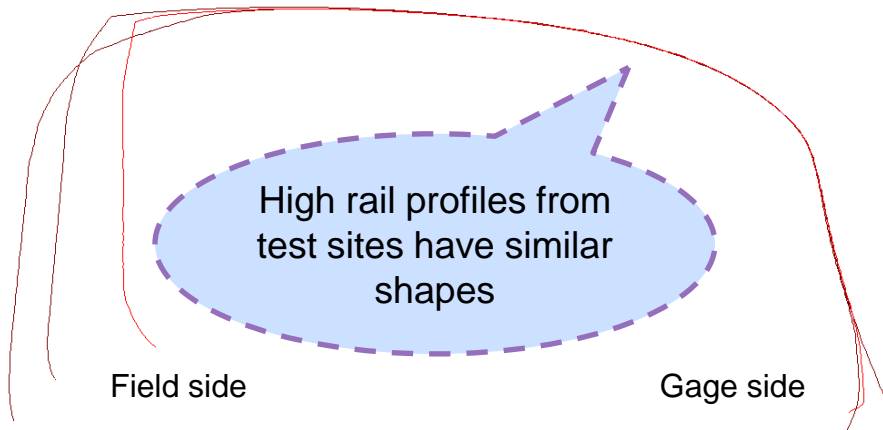 High rail profiles from
test sites have similar
shapes
Field side
Gage side